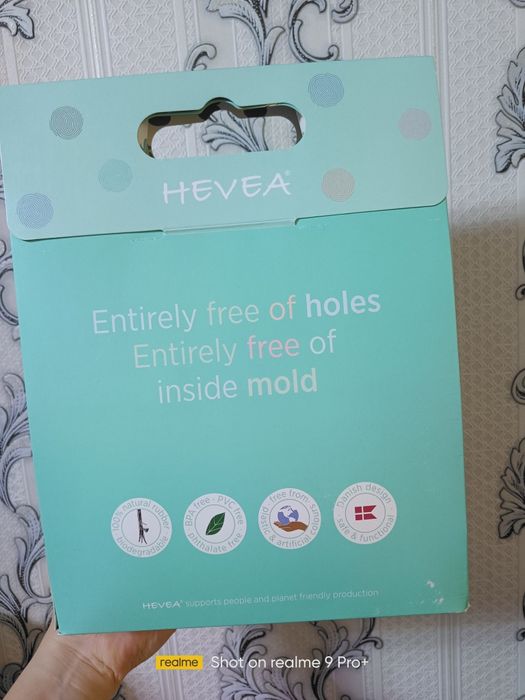 HEVEA®
Entirely free of holes
Entirely free of
inside mold
100% natural rubber
biodegradable
BPA free · PVC free
phthalate free
free from
plastic & artificial colours
Danish design
safe & functional
HEVEA® supports people and planet friendly production
realme Shot on realme 9 Pro+